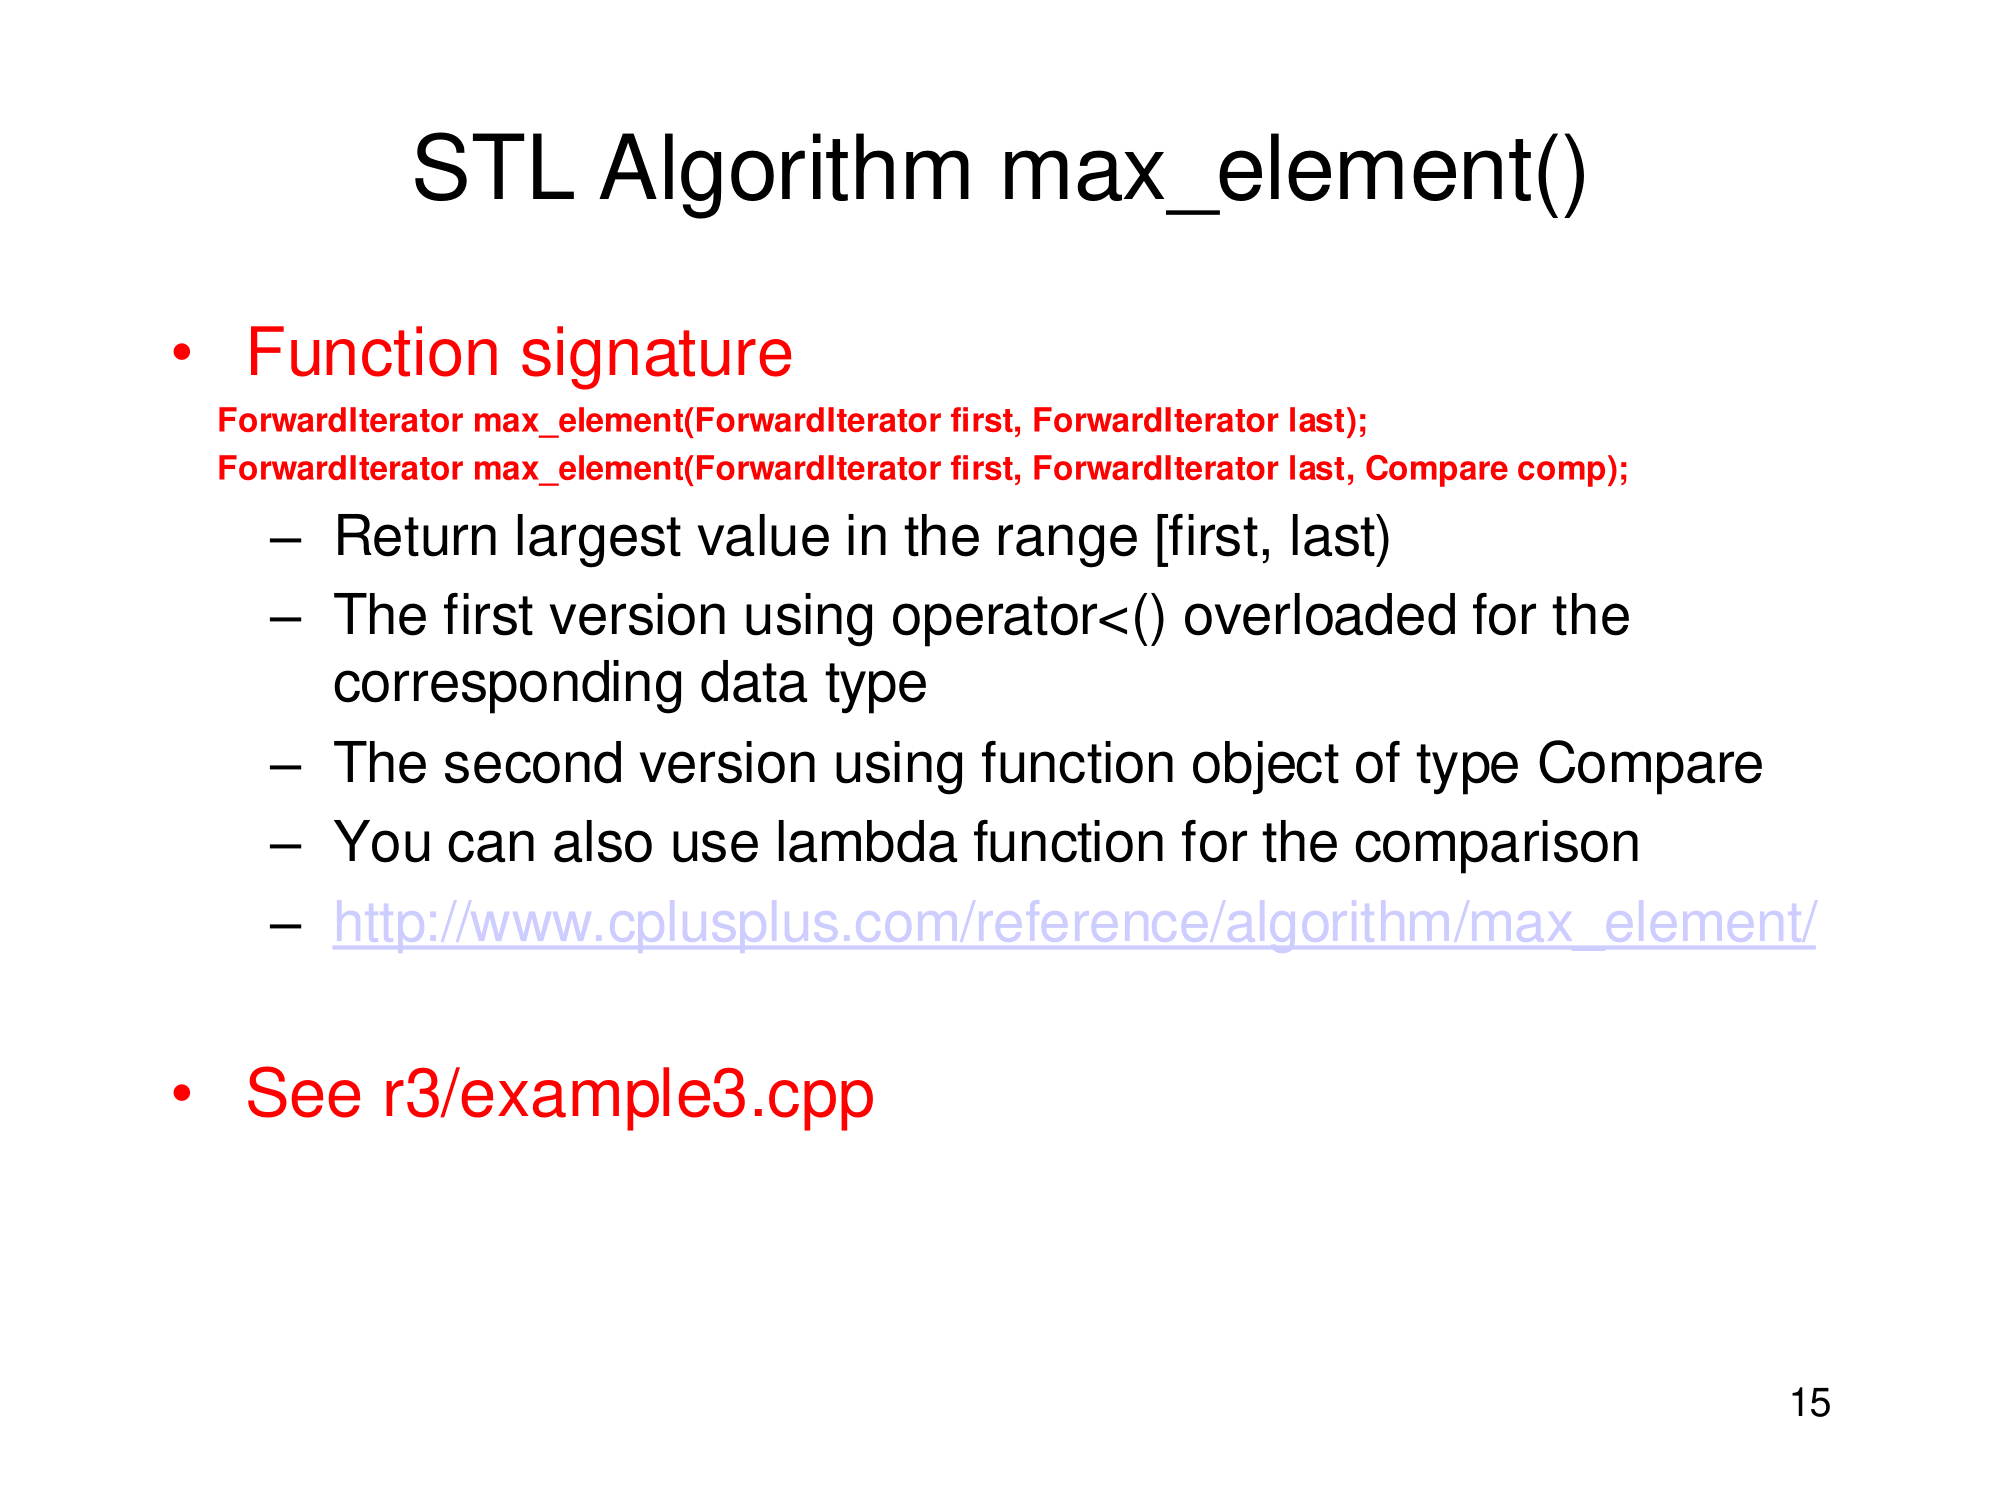 STL Algorithm max_element()
• Function signature
ForwardIterator max_element(ForwardIterator first, ForwardIterator last);
ForwardIterator max_element(ForwardIterator first, ForwardIterator last, Compare comp);
– Return largest value in the range [first, last)
– The first version using operator<() overloaded for the
corresponding data type
– The second version using function object of type Compare
– You can also use lambda function for the comparison
– http://www.cplusplus.com/reference/algorithm/max_element/
• See r3/example3.cpp
15